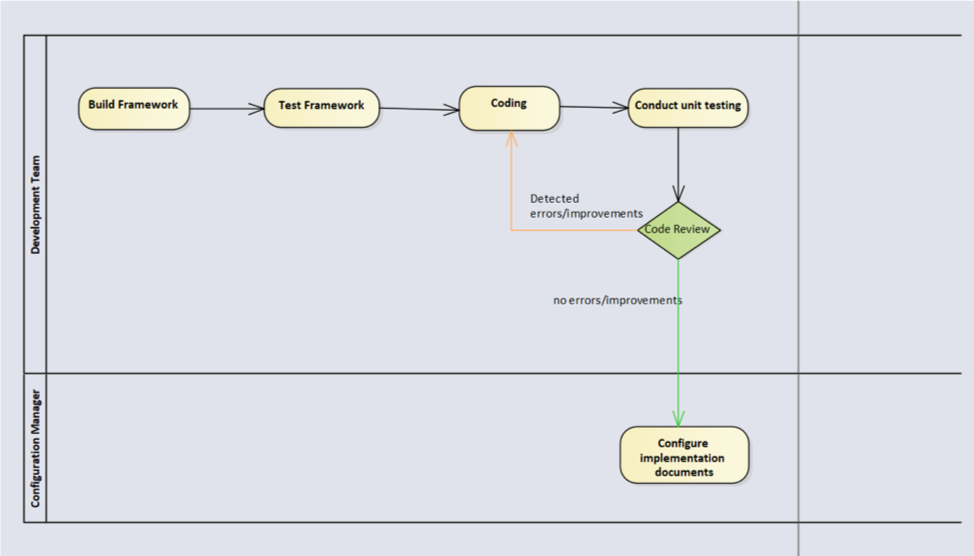 Development Team
Build Framework
Test Framework
Coding
Conduct unit testing
Detected
errors/improvements
Code Review
no errors/improvements
Configuration Manager
Configure
implementation
documents